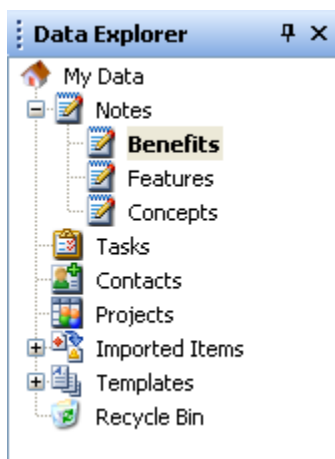 Data Explorer
My Data
Notes
Benefits
Features
Concepts
Tasks
Contacts
Projects
Imported Items
Templates
Recycle Bin